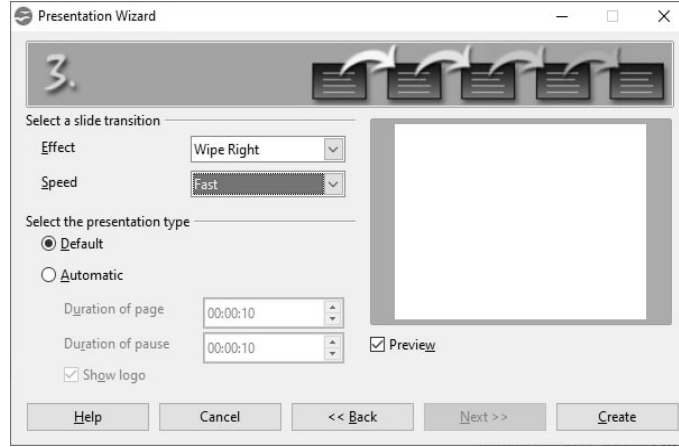 Presentation Wizard
3.
Select a slide transition
Effect
Wipe Right
Speed
Fast
Select the presentation type
Default
Automatic
Duration of page
00:00:10
Duration of pause
00:00:10
Show logo
Preview
Help
Cancel
<< Back
Next >>
Create